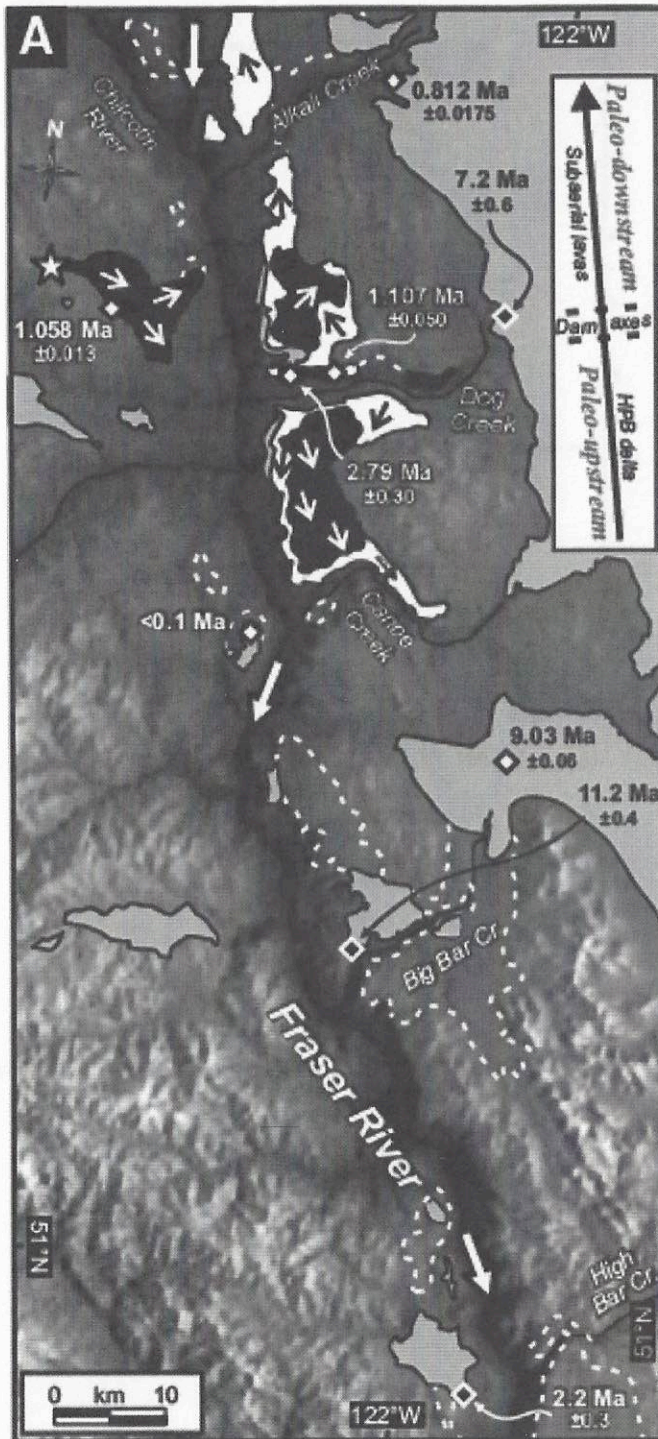 A
122°W
Chilcotin
River
Alkali Creek
0.812 Ma
±0.0175
N
7.2 Ma
±0.6
Paleo-downstream
Subaerial lavas
Dam axes
HPB delta
Paleo-upstream
1.107 Ma
±0.050
1.058 Ma
±0.013
Dog
Creek
2.79 Ma
±0.30
Canoe
Creek
<0.1 Ma
9.03 Ma
±0.06
11.2 Ma
±0.4
Big Bar Cr.
Fraser River
51°N
High
Bar Cr.
51°N
0 km 10
122°W
2.2 Ma
±0.3